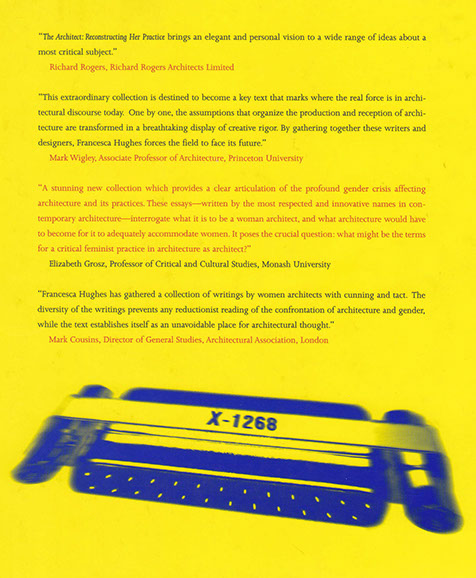 “The Architect: Reconstructing Her Practice brings an elegant and personal vision to a wide range of ideas about a
most critical subject.”
Richard Rogers, Richard Rogers Architects Limited
“This extraordinary collection is destined to become a key text that marks where the real force is in archi-
tectural discourse today. One by one, the assumptions that organize the production and reception of archi-
tecture are transformed in a breathtaking display of creative rigor. By gathering together these writers and
designers, Francesca Hughes forces the field to face its future.”
Mark Wigley, Associate Professor of Architecture, Princeton University
“A stunning new collection which provides a clear articulation of the profound gender crisis affecting
architecture and its practices. These essays—written by the most respected and innovative names in con-
temporary architecture—interrogate what it is to be a woman architect, and what architecture would have
to become for it to adequately accommodate women. It poses the crucial question: what might be the terms
for a critical feminist practice in architecture as architect?”
Elizabeth Grosz, Professor of Critical and Cultural Studies, Monash University
“Francesca Hughes has gathered a collection of writings by women architects with cunning and tact. The
diversity of the writings prevents any reductionist reading of the confrontation of architecture and gender,
while the text establishes itself as an unavoidable place for architectural thought.”
Mark Cousins, Director of General Studies, Architectural Association, London
X-1268